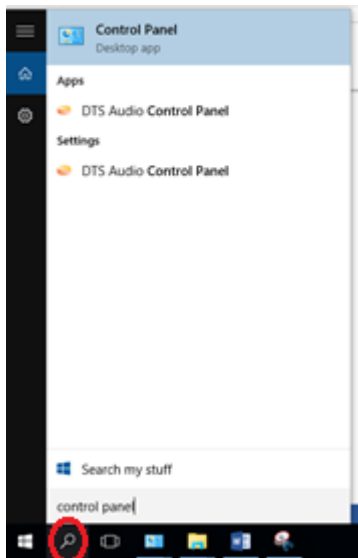 Control Panel
Desktop app
Apps
DTS Audio Control Panel
Settings
DTS Audio Control Panel
Search my stuff
control panel